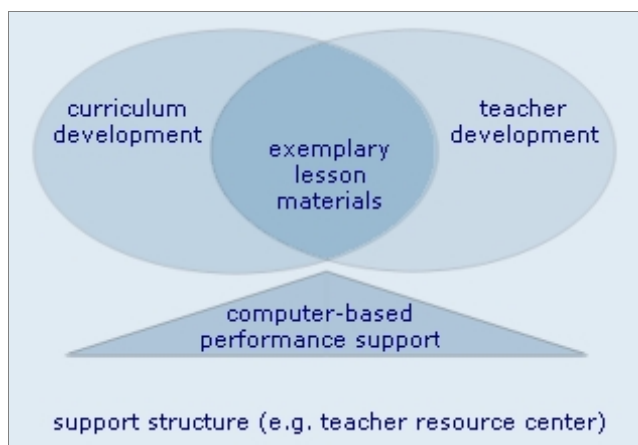 curriculum
development
teacher
development
exemplary
lesson
materials
computer-based
performance support
support structure (e.g. teacher resource center)